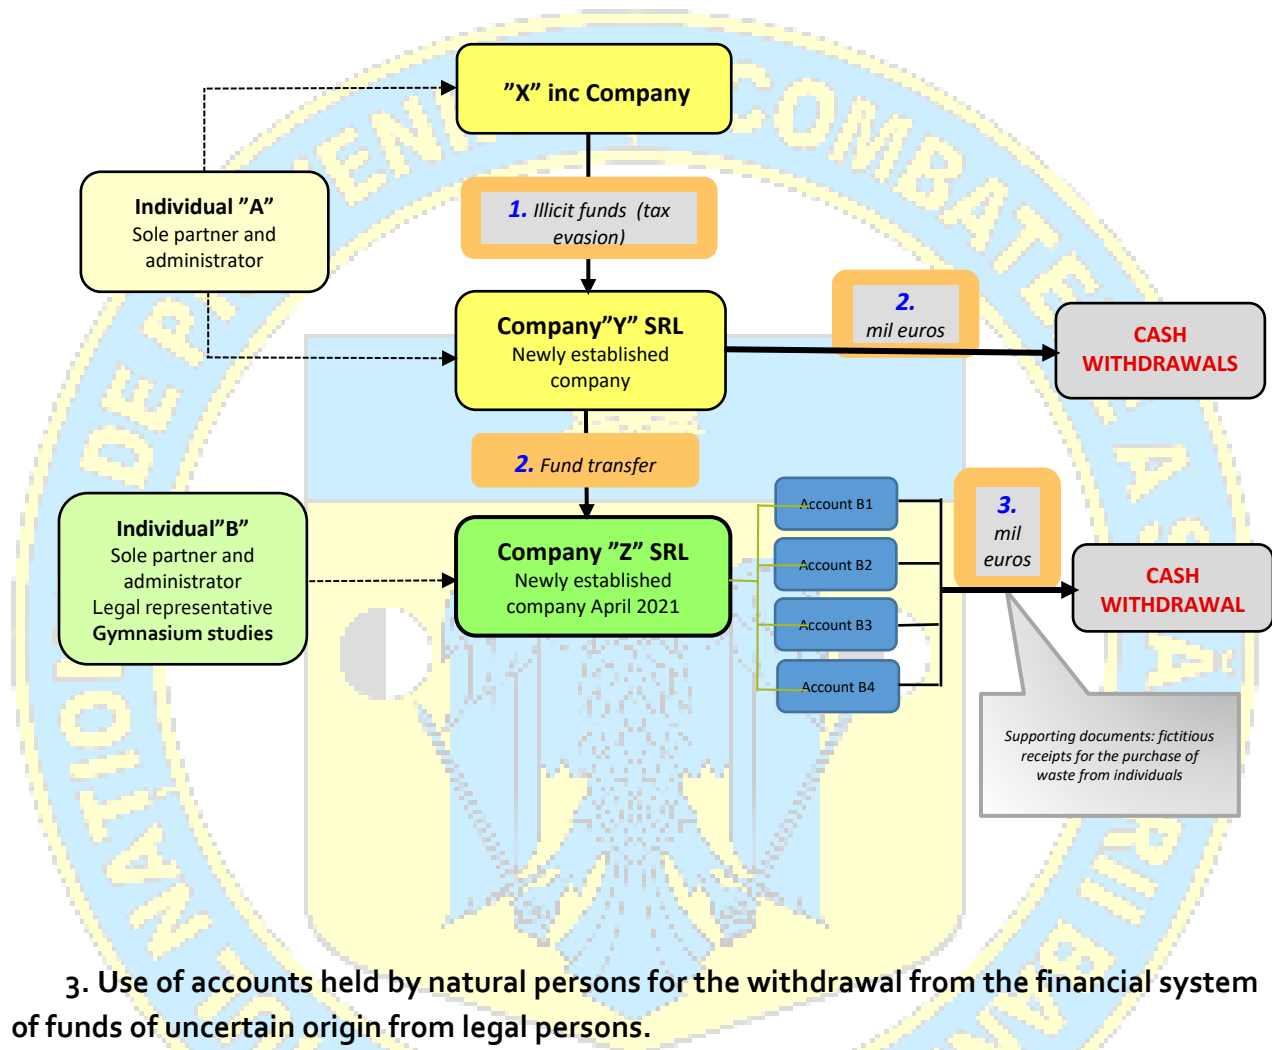 ”X” inc Company
Individual ”A”
Sole partner and
administrator
1. Illicit funds (tax
evasion)
Company”Y” SRL
Newly established
company
2.
mil euros
CASH
WITHDRAWALS
2. Fund transfer
Individual”B”
Sole partner and
administrator
Legal representative
Gymnasium studies
Company ”Z” SRL
Newly established
company April 2021
Account B1
Account B2
Account B3
Account B4
3.
mil
euros
CASH
WITHDRAWAL
Supporting documents: fictitious
receipts for the purchase of
waste from individuals
3. Use of accounts held by natural persons for the withdrawal from the financial system
of funds of uncertain origin from legal persons.